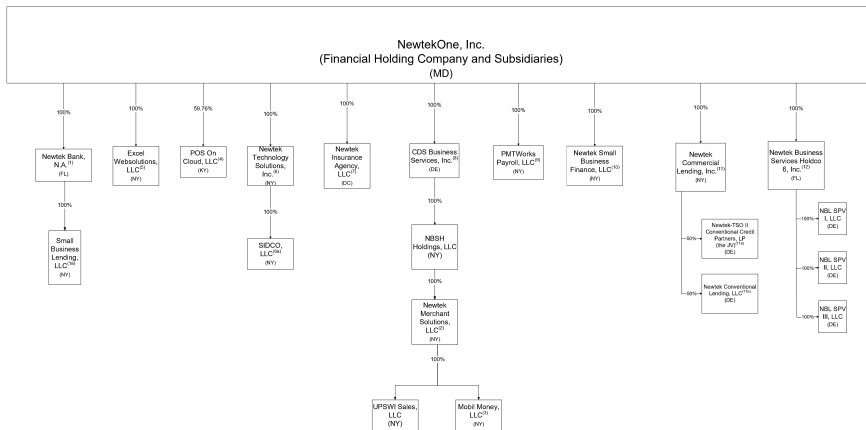 NewtekOne, Inc.
(Financial Holding Company and Subsidiaries)
(MD)
100%
100%
59.76%
100%
100%
100%
100%
100%
100%
100%
Newtek Bank,
N.A.(1)
(FL)
Excel
Websolutions,
LLC(5)
(NY)
POS On
Cloud, LLC(4)
(KY)
Newtek
Technology
Solutions,
Inc.(6)
(NY)
Newtek
Insurance
Agency,
LLC(7)
(DC)
CDS Business
Services, Inc.(8)
(DE)
PMTWorks
Payroll, LLC(9)
(NY)
Newtek Small
Business
Finance, LLC(10)
(NY)
Newtek
Commercial
Lending, Inc.(11)
(NY)
Newtek Business
Services Holdco
6, Inc.(12)
(FL)
100%
Small
Business
Lending,
LLC(1b)
(NY)
100%
SIDCO,
LLC(6a)
(NY)
100%
NBSH
Holdings, LLC
(NY)
100%
Newtek
Merchant
Solutions,
LLC(2)
(NY)
100%
UPSWI Sales,
LLC
(NY)
Mobil Money,
LLC(3)
(NY)
50%
Newtek-TSO II
Conventional Credit
Partners, LP
(the JV)(11a)
(DE)
50%
Newtek Conventional
Lending, LLC(11b)
(DE)
100%
NBL SPV
I, LLC
(DE)
100%
NBL SPV
II, LLC
(DE)
100%
NBL SPV
III, LLC
(DE)